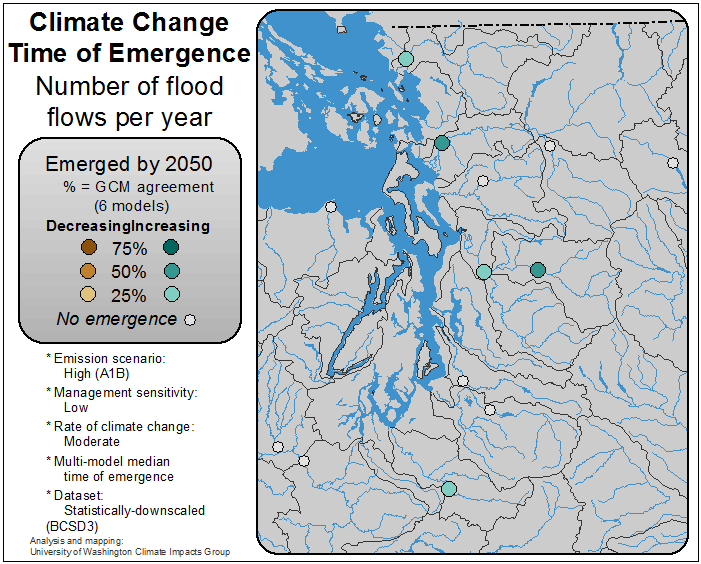 Climate Change
Time of Emergence
Number of flood
flows per year
Emerged by 2050
% = GCM agreement
(6 models)
DecreasingIncreasing
75%
50%
25%
No emergence
* Emission scenario:
High (A1B)
* Management sensitivity:
Low
* Rate of climate change:
Moderate
* Multi-model median
time of emergence
* Dataset:
Statistically-downscaled
(BCSD3)
Analysis and mapping:
University of Washington Climate Impacts Group